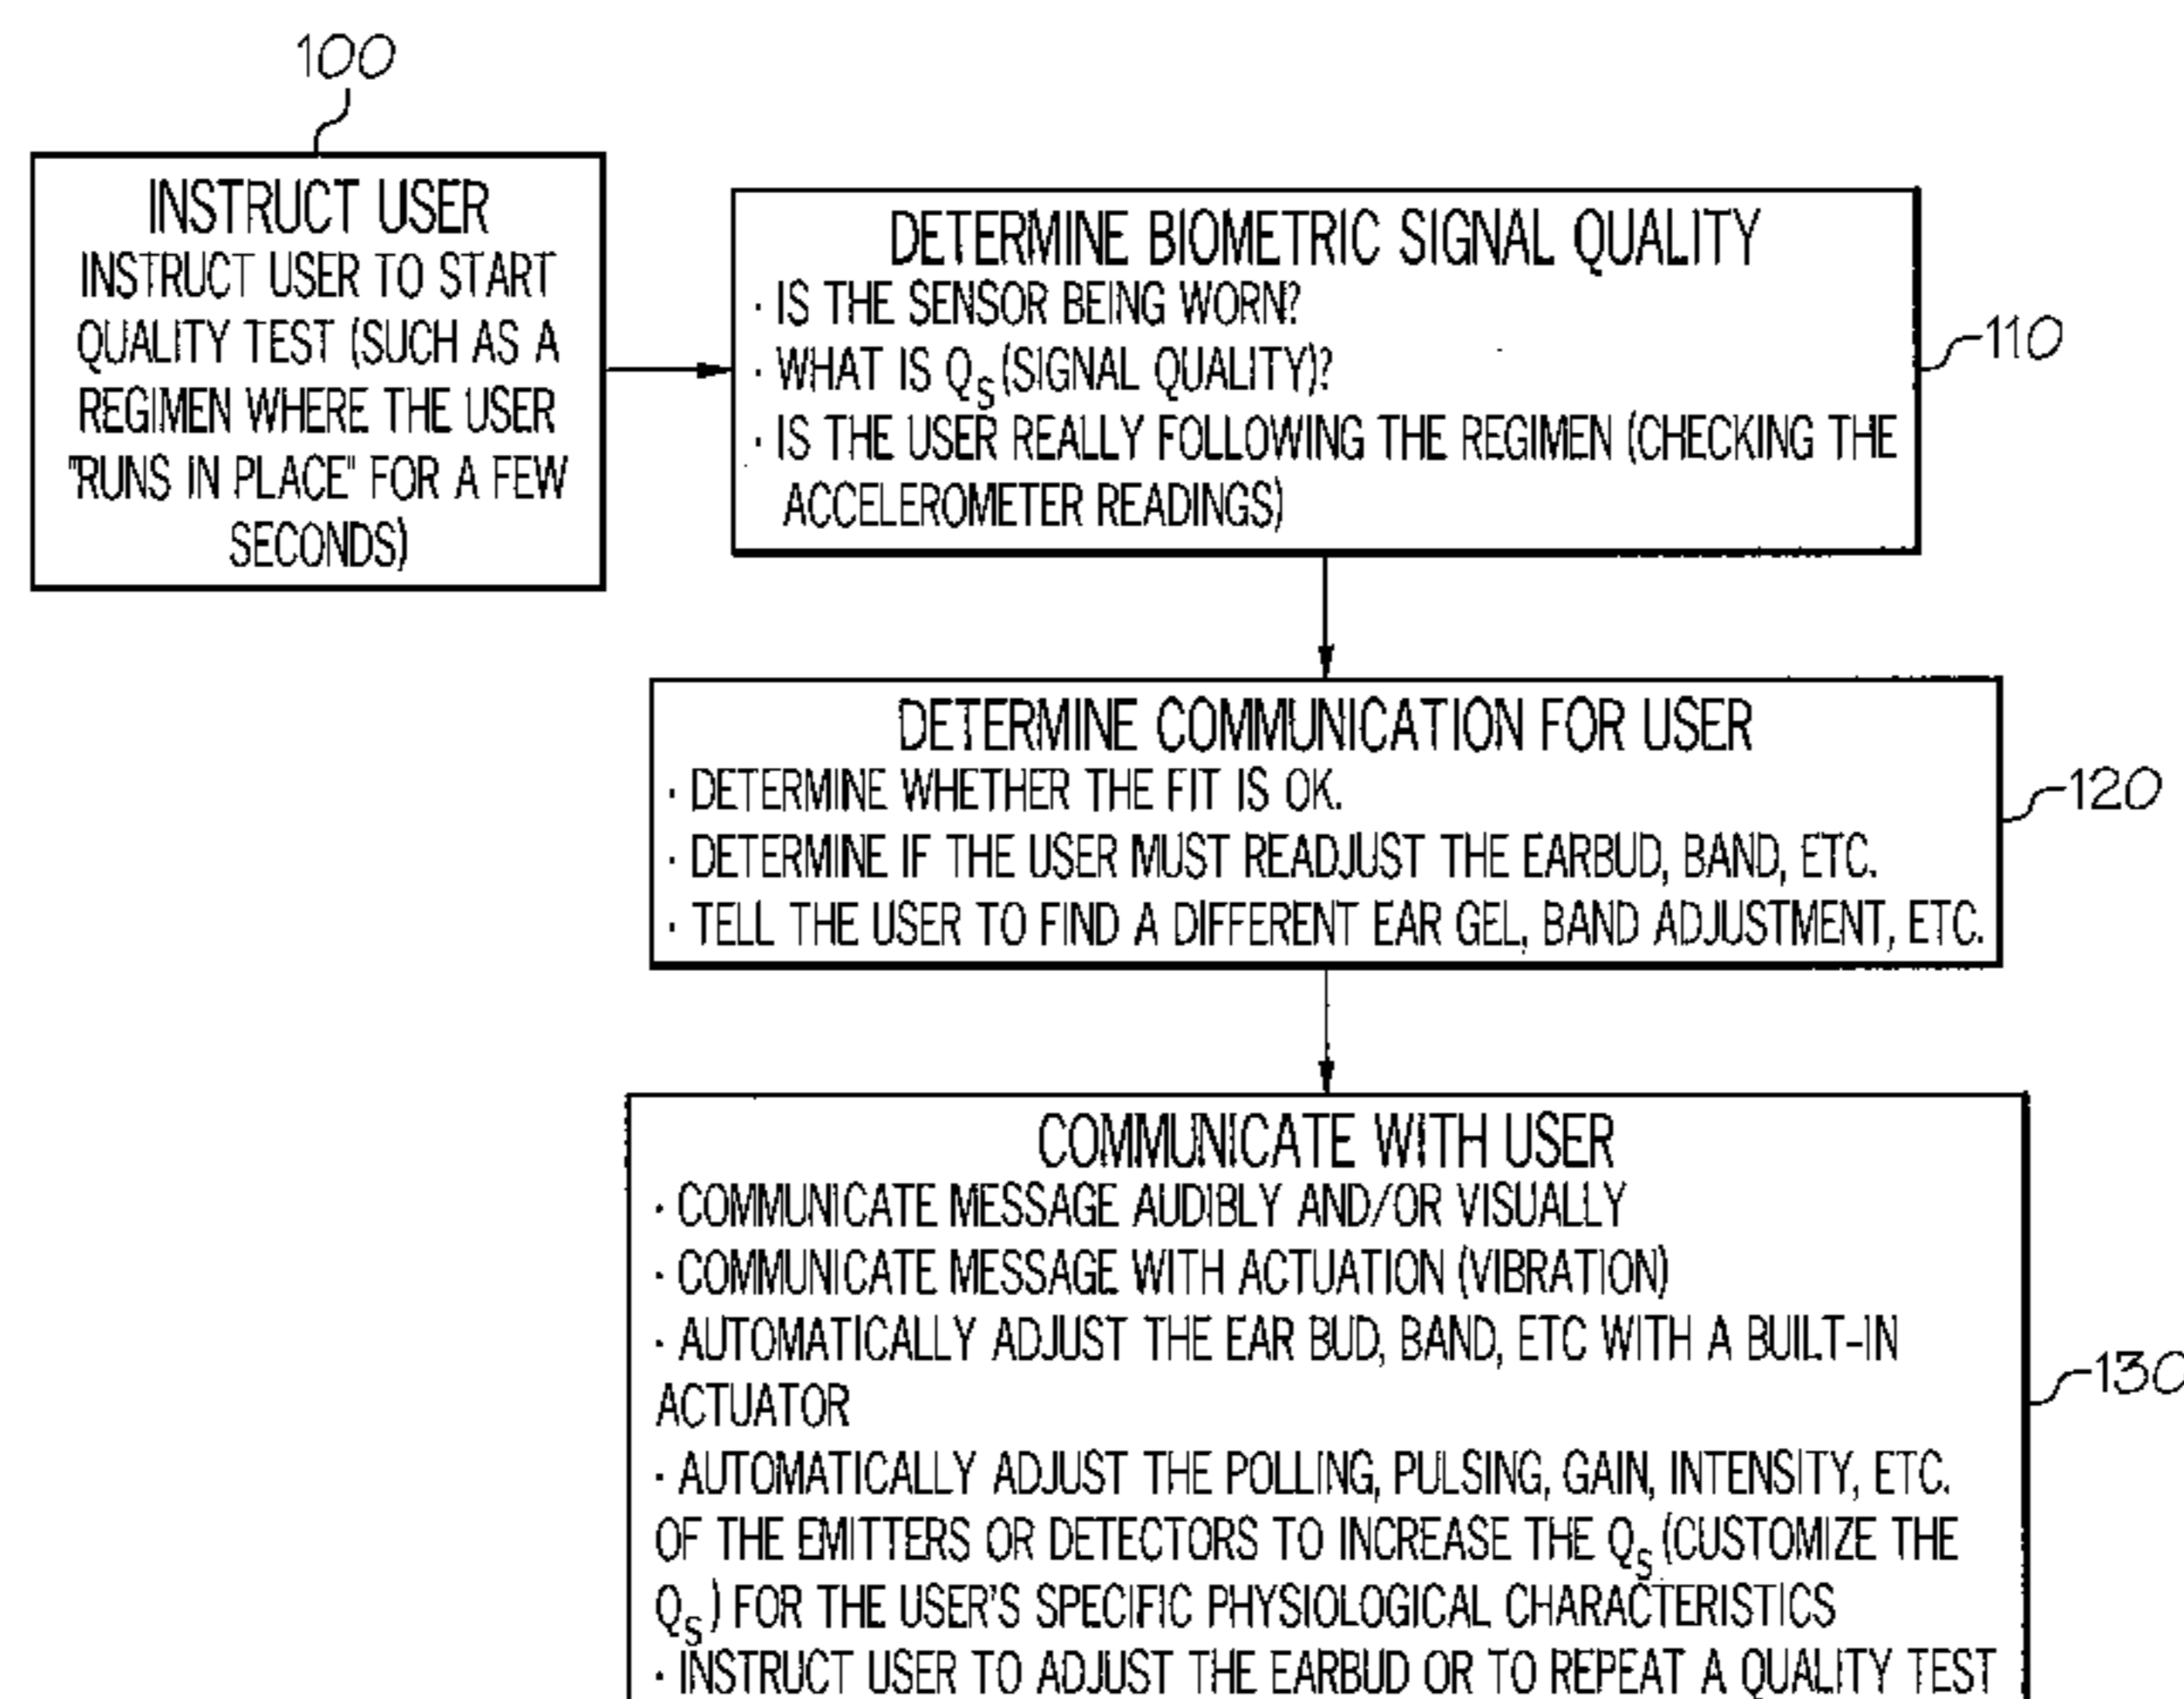 100
INSTRUCT USER
INSTRUCT USER TO START
QUALITY TEST (SUCH AS A
REGIMEN WHERE THE USER
"RUNS IN PLACE" FOR A FEW
SECONDS)
DETERMINE BIOMETRIC SIGNAL QUALITY
· IS THE SENSOR BEING WORN?
· WHAT IS QS (SIGNAL QUALITY)?
· IS THE USER REALLY FOLLOWING THE REGIMEN (CHECKING THE
ACCELEROMETER READINGS)
110
DETERMINE COMMUNICATION FOR USER
· DETERMINE WHETHER THE FIT IS OK.
· DETERMINE IF THE USER MUST READJUST THE EARBUD, BAND, ETC.
· TELL THE USER TO FIND A DIFFERENT EAR GEL, BAND ADJUSTMENT, ETC.
120
COMMUNICATE WITH USER
· COMMUNICATE MESSAGE AUDIBLY AND/OR VISUALLY
· COMMUNICATE MESSAGE WITH ACTUATION (VIBRATION)
· AUTOMATICALLY ADJUST THE EAR BUD, BAND, ETC WITH A BUILT-IN
ACTUATOR
· AUTOMATICALLY ADJUST THE POLLING, PULSING, GAIN, INTENSITY, ETC.
OF THE EMITTERS OR DETECTORS TO INCREASE THE QS (CUSTOMIZE THE
QS) FOR THE USER'S SPECIFIC PHYSIOLOGICAL CHARACTERISTICS
· INSTRUCT USER TO ADJUST THE EARBUD OR TO REPEAT A QUALITY TEST
130